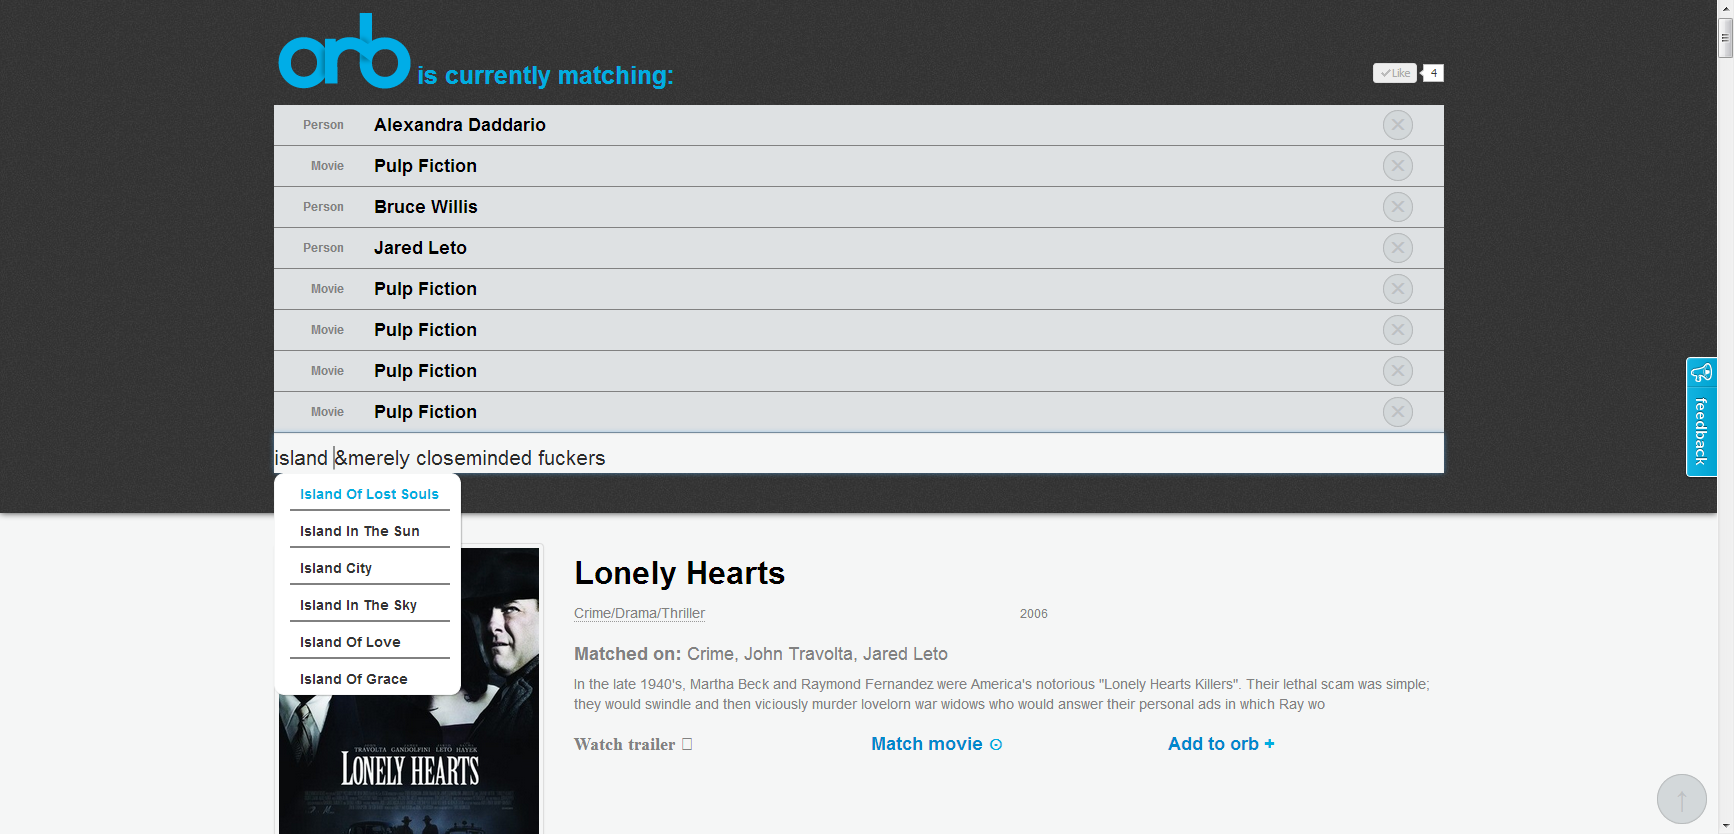 orb is currently matching:
Like 4
Person Alexandra Daddario
Movie Pulp Fiction
Person Bruce Willis
Person Jared Leto
Movie Pulp Fiction
Movie Pulp Fiction
Movie Pulp Fiction
Movie Pulp Fiction
island &merely closeminded fuckers
Island Of Lost Souls
Island In The Sun
Island City
Island In The Sky
Island Of Love
Island Of Grace
feedback
Lonely Hearts
Crime/Drama/Thriller 2006
Matched on: Crime, John Travolta, Jared Leto
In the late 1940's, Martha Beck and Raymond Fernandez were America's notorious "Lonely Hearts Killers". Their lethal scam was simple;
they would swindle and then viciously murder lovelorn war widows who would answer their personal ads in which Ray wo
Watch trailer
Match movie
Add to orb +
TRAVOLTA GANDOLFINI LETO HAYEK
LONELY HEARTS